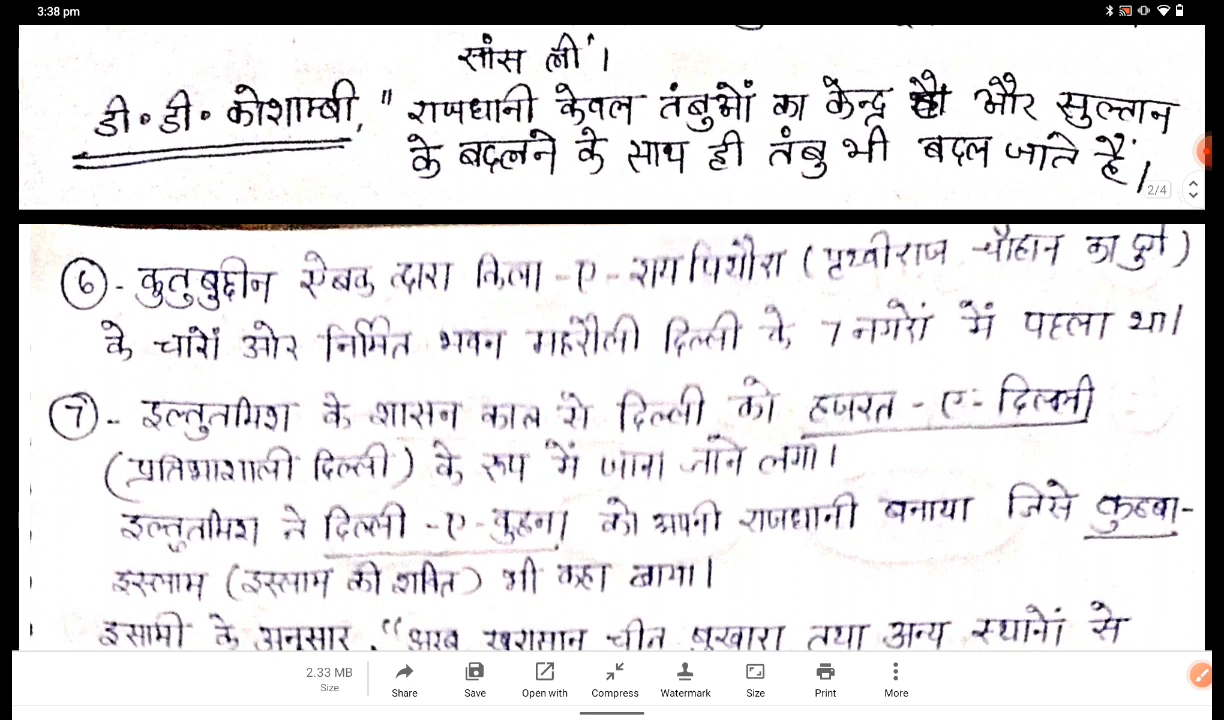 3:38 pm
सांस ली'।
डी॰ डी॰ कोशाम्बी, " राजधानी केवल तंबुओं का केन्द्र है और सुल्तान
के बदलने के साथ ही तंबु भी बदल जाते हैं।
2/4
⑥ - कुतुबुद्दीन ऐबक द्वारा किला -ए- राय पिथौरा (पृथ्वीराज चौहान का दुर्ग)
के चारों ओर निर्मित भवन महरौली दिल्ली के 7 नगरों में पहला था।
⑦ - इल्तुतमिश के शासन काल से दिल्ली को हजरत - ए - दिल्ली
(प्रतिभाशाली दिल्ली) के रूप में जाना जाने लगा।
इल्तुतमिश ने दिल्ली -ए- कुहना को अपनी राजधानी बनाया जिसे कुब्बा-
इस्लाम (इस्लाम की शक्ति) भी कहा गया।
इसामी के अनुसार, "अरब खुरासान चीन बुखारा तथा अन्य स्थानों से
2.33 MB
Size
Share
Save
Open with
Compress
Watermark
Size
Print
More